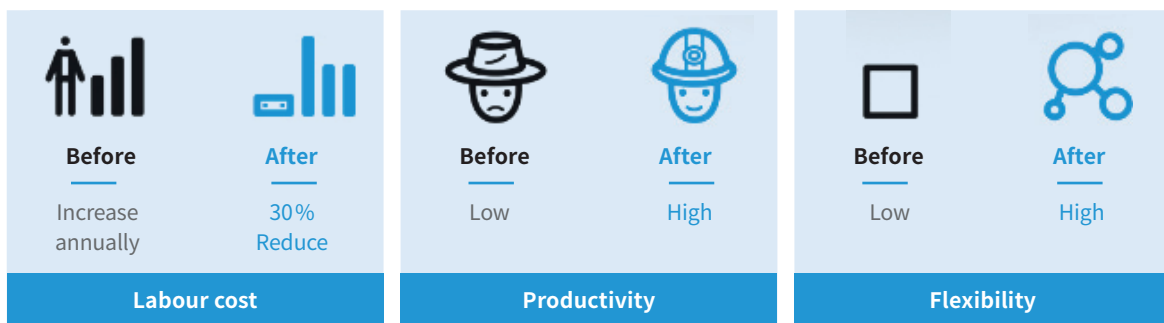 Before
After
Increase
annually
30%
Reduce
Labour cost
Before
After
Low
High
Productivity
Before
After
Low
High
Flexibility